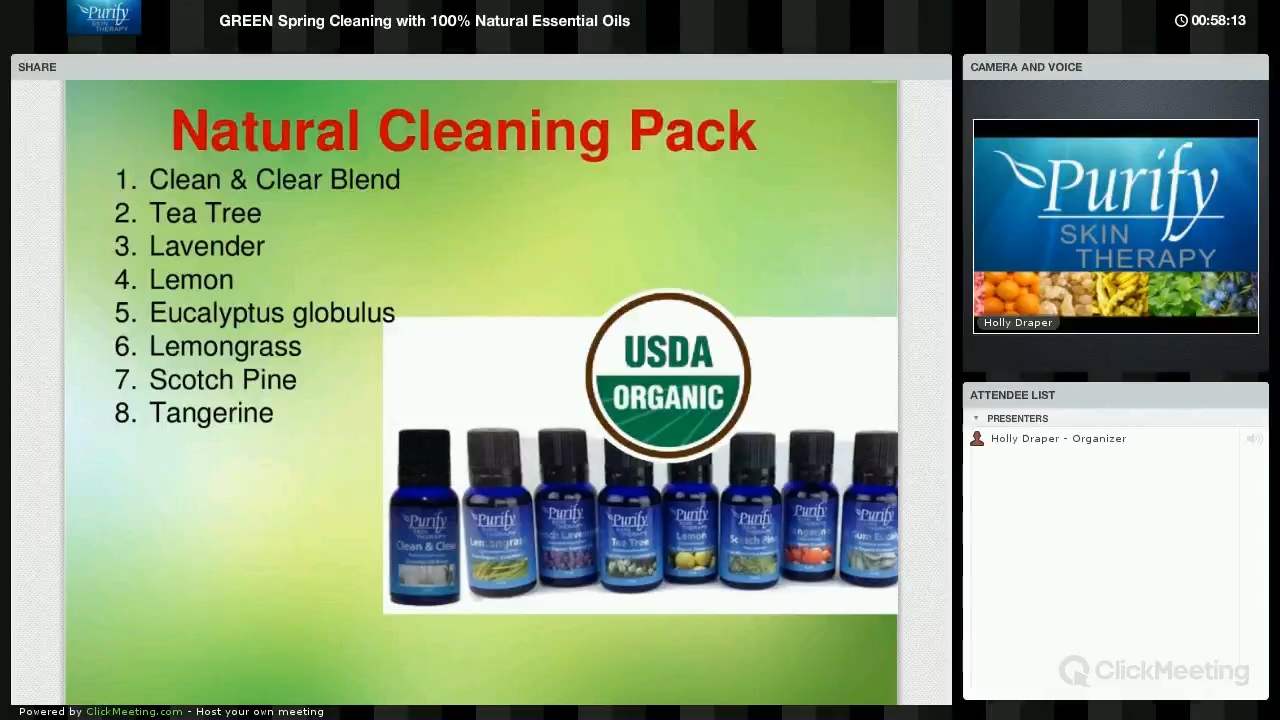 Purify
SKIN
THERAPY
GREEN Spring Cleaning with 100% Natural Essential Oils
00:58:13
SHARE
Natural Cleaning Pack
1. Clean & Clear Blend
2. Tea Tree
3. Lavender
4. Lemon
5. Eucalyptus globulus
6. Lemongrass
7. Scotch Pine
8. Tangerine
USDA
ORGANIC
Purify
SKIN
THERAPY
Clean & Clea
Purify
Lemongras
Purify
Purify
Tea Tree
Purify
Lemon
Purify
Scotch Pine
Purify
Purify
CAMERA AND VOICE
Purify
SKIN
THERAPY
Holly Draper
ATTENDEE LIST
PRESENTERS
Holly Draper - Organizer
ClickMeeting
Powered by ClickMeeting.com - Host your own meeting